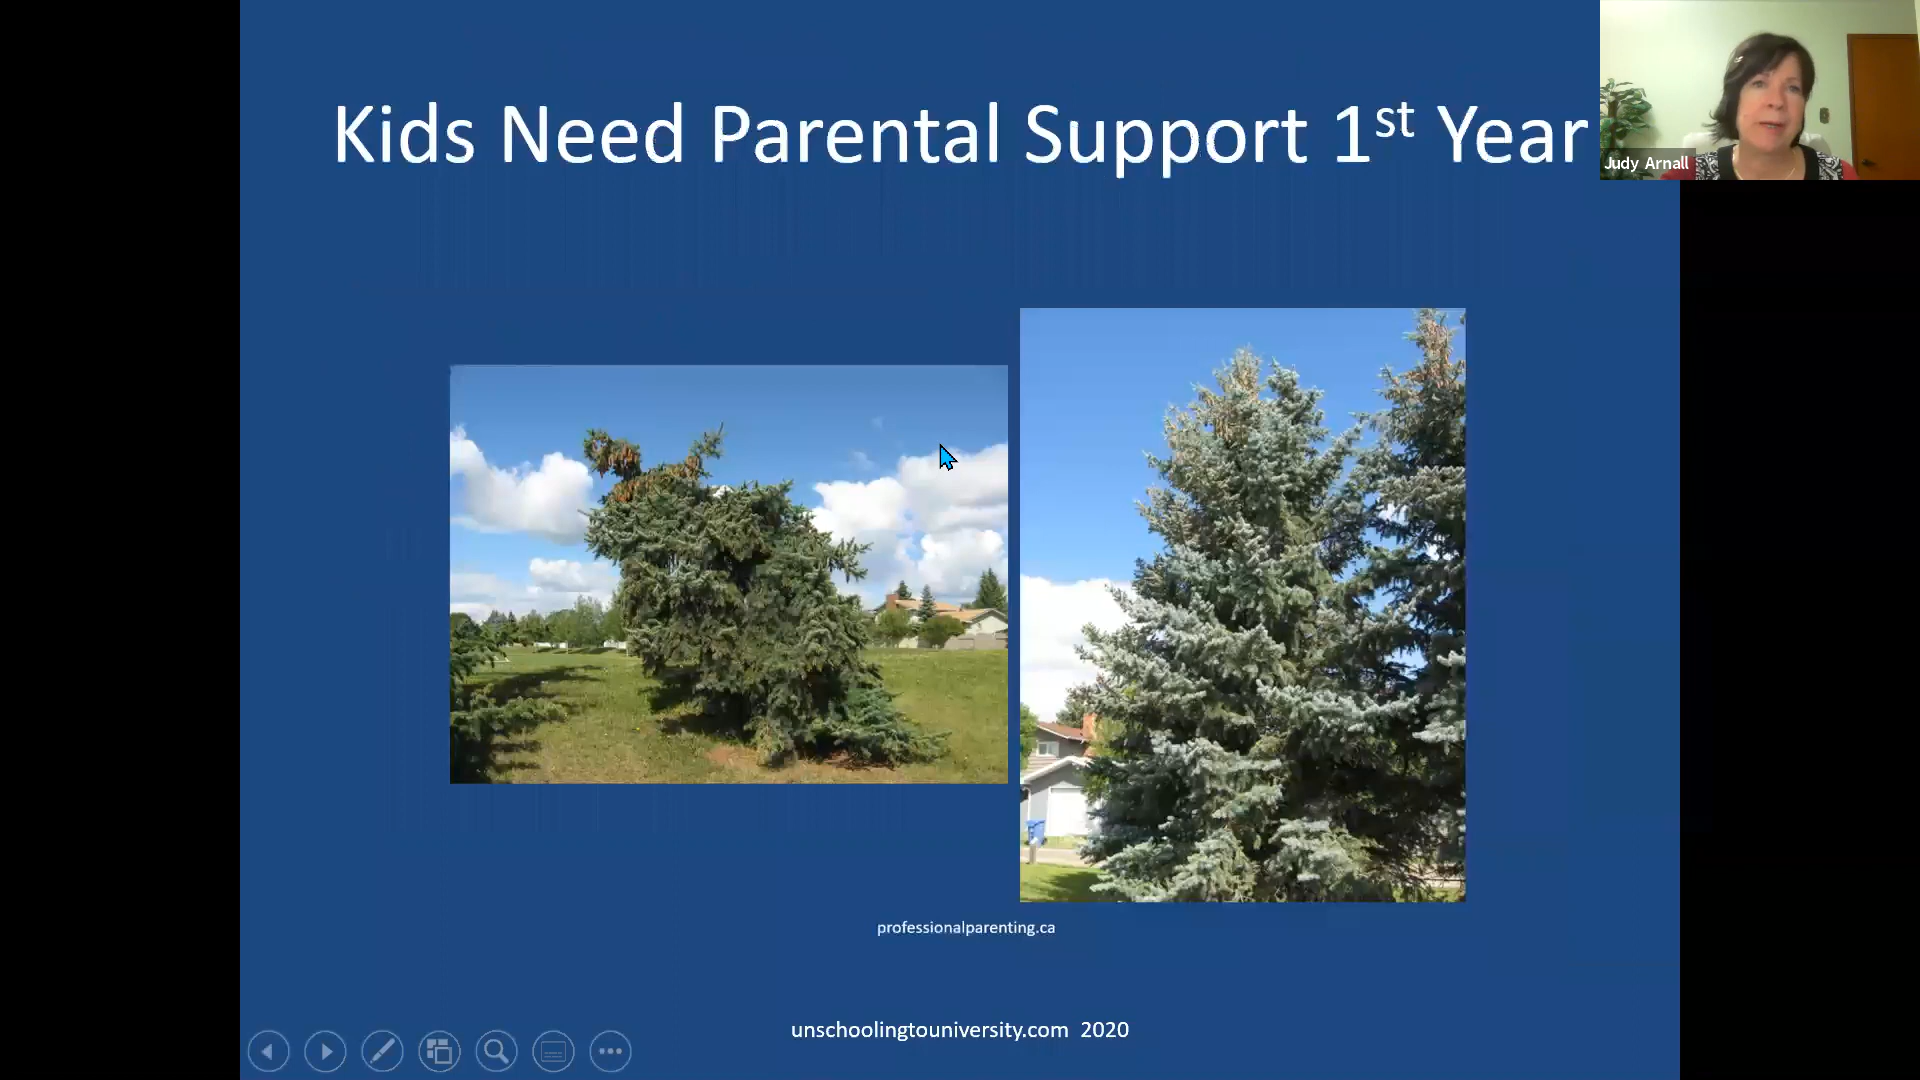 Kids Need Parental Support 1st Year
Judy Arnall
professionalparenting.ca
unschoolingtouniversity.com 2020